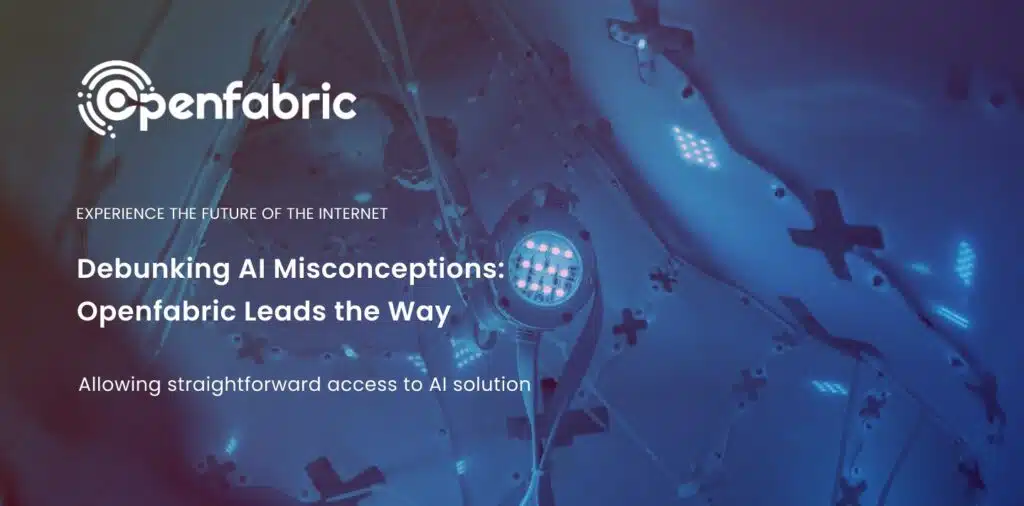 Openfabric
EXPERIENCE THE FUTURE OF THE INTERNET
Debunking AI Misconceptions:
Openfabric Leads the Way
Allowing straightforward access to AI solution